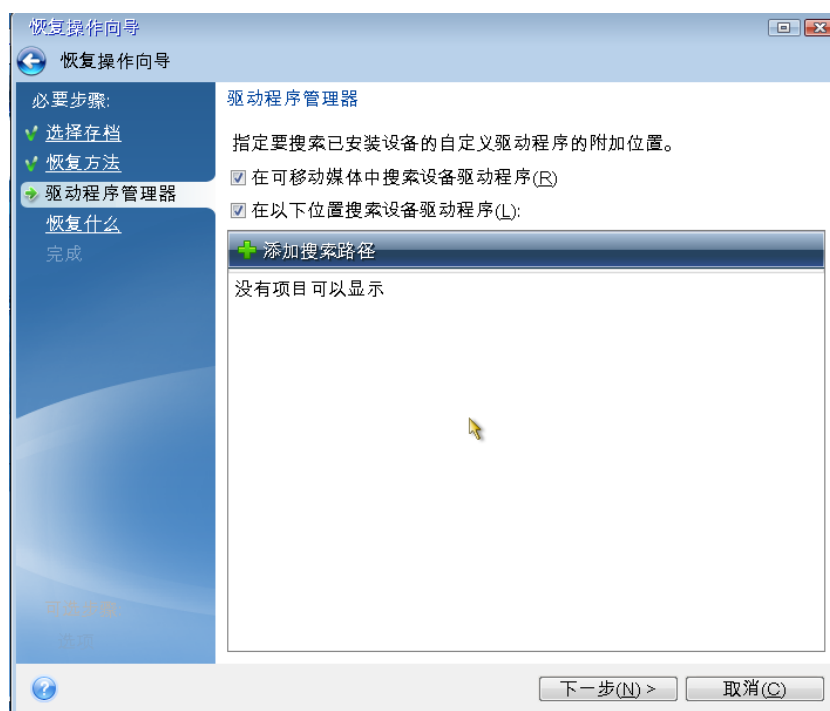 恢复操作向导
恢复操作向导
必要步骤:
选择存档
恢复方法
驱动程序管理器
恢复什么
完成
可选步骤:
选项
驱动程序管理器
指定要搜索已安装设备的自定义驱动程序的附加位置。
在可移动媒体中搜索设备驱动程序(R)
在以下位置搜索设备驱动程序(L):
添加搜索路径
没有项目可以显示
下一步(N) >
取消(C)